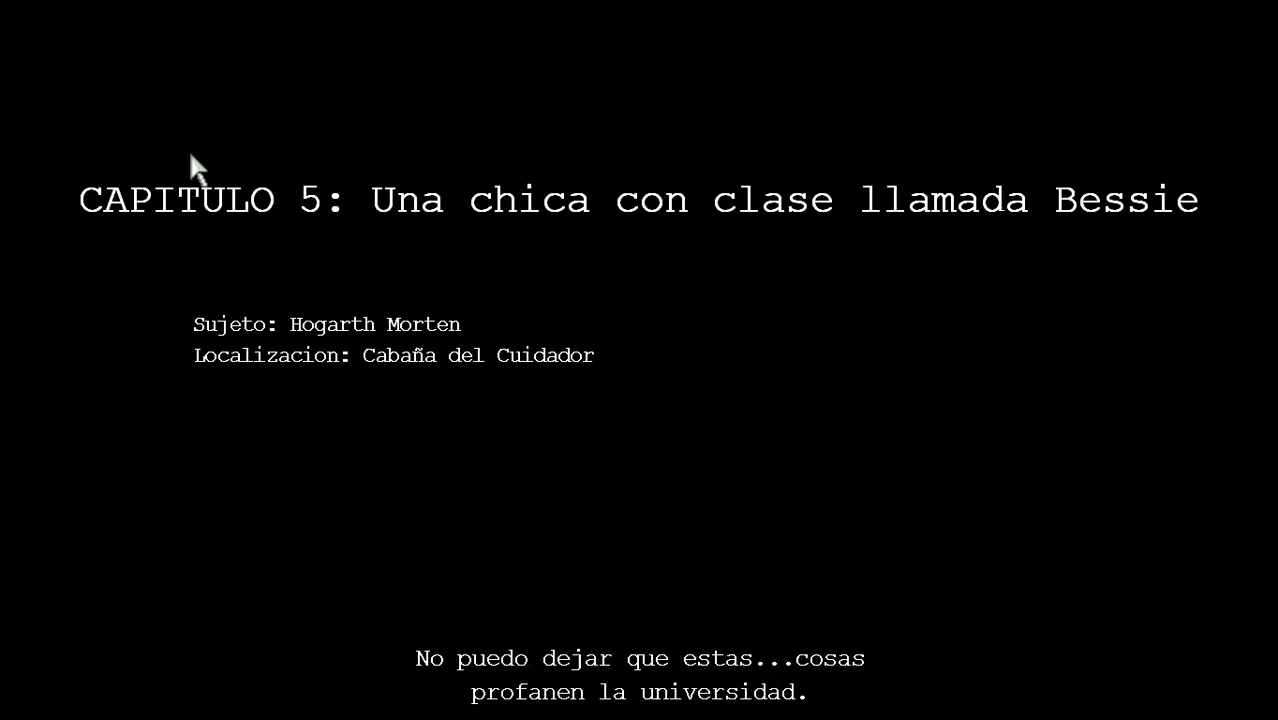 CAPITULO 5: Una chica con clase llamada Bessie
Sujeto: Hogarth Morten
Localizacion: Cabaña del Cuidador
No puedo dejar que estas...cosas
profanen la universidad.